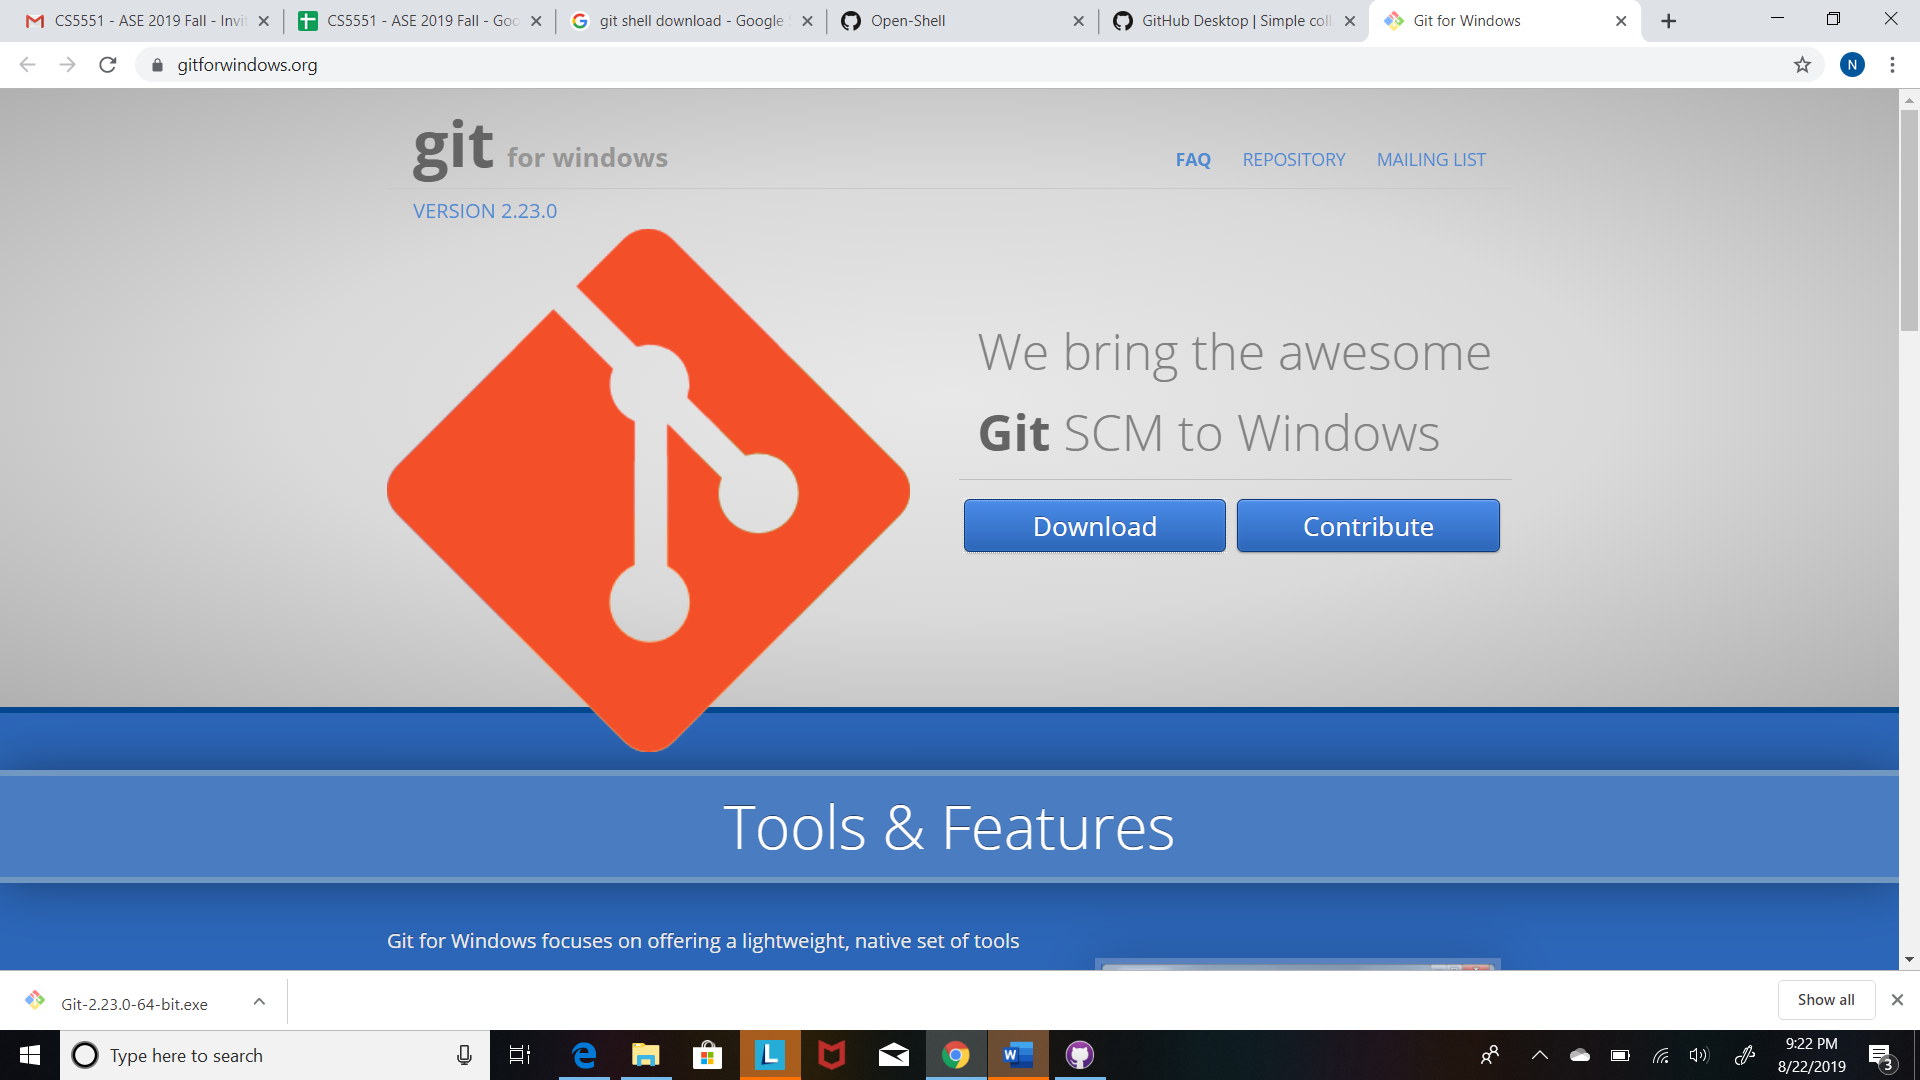 CS5551 - ASE 2019 Fall - Invit
CS5551 - ASE 2019 Fall - Goo
git shell download - Google S
Open-Shell
GitHub Desktop | Simple coll
Git for Windows
gitforwindows.org
N
git for windows
FAQ
REPOSITORY
MAILING LIST
VERSION 2.23.0
We bring the awesome
Git SCM to Windows
Download
Contribute
Tools & Features
Git for Windows focuses on offering a lightweight, native set of tools
Git-2.23.0-64-bit.exe
Show all
Type here to search
9:22 PM
8/22/2019
3